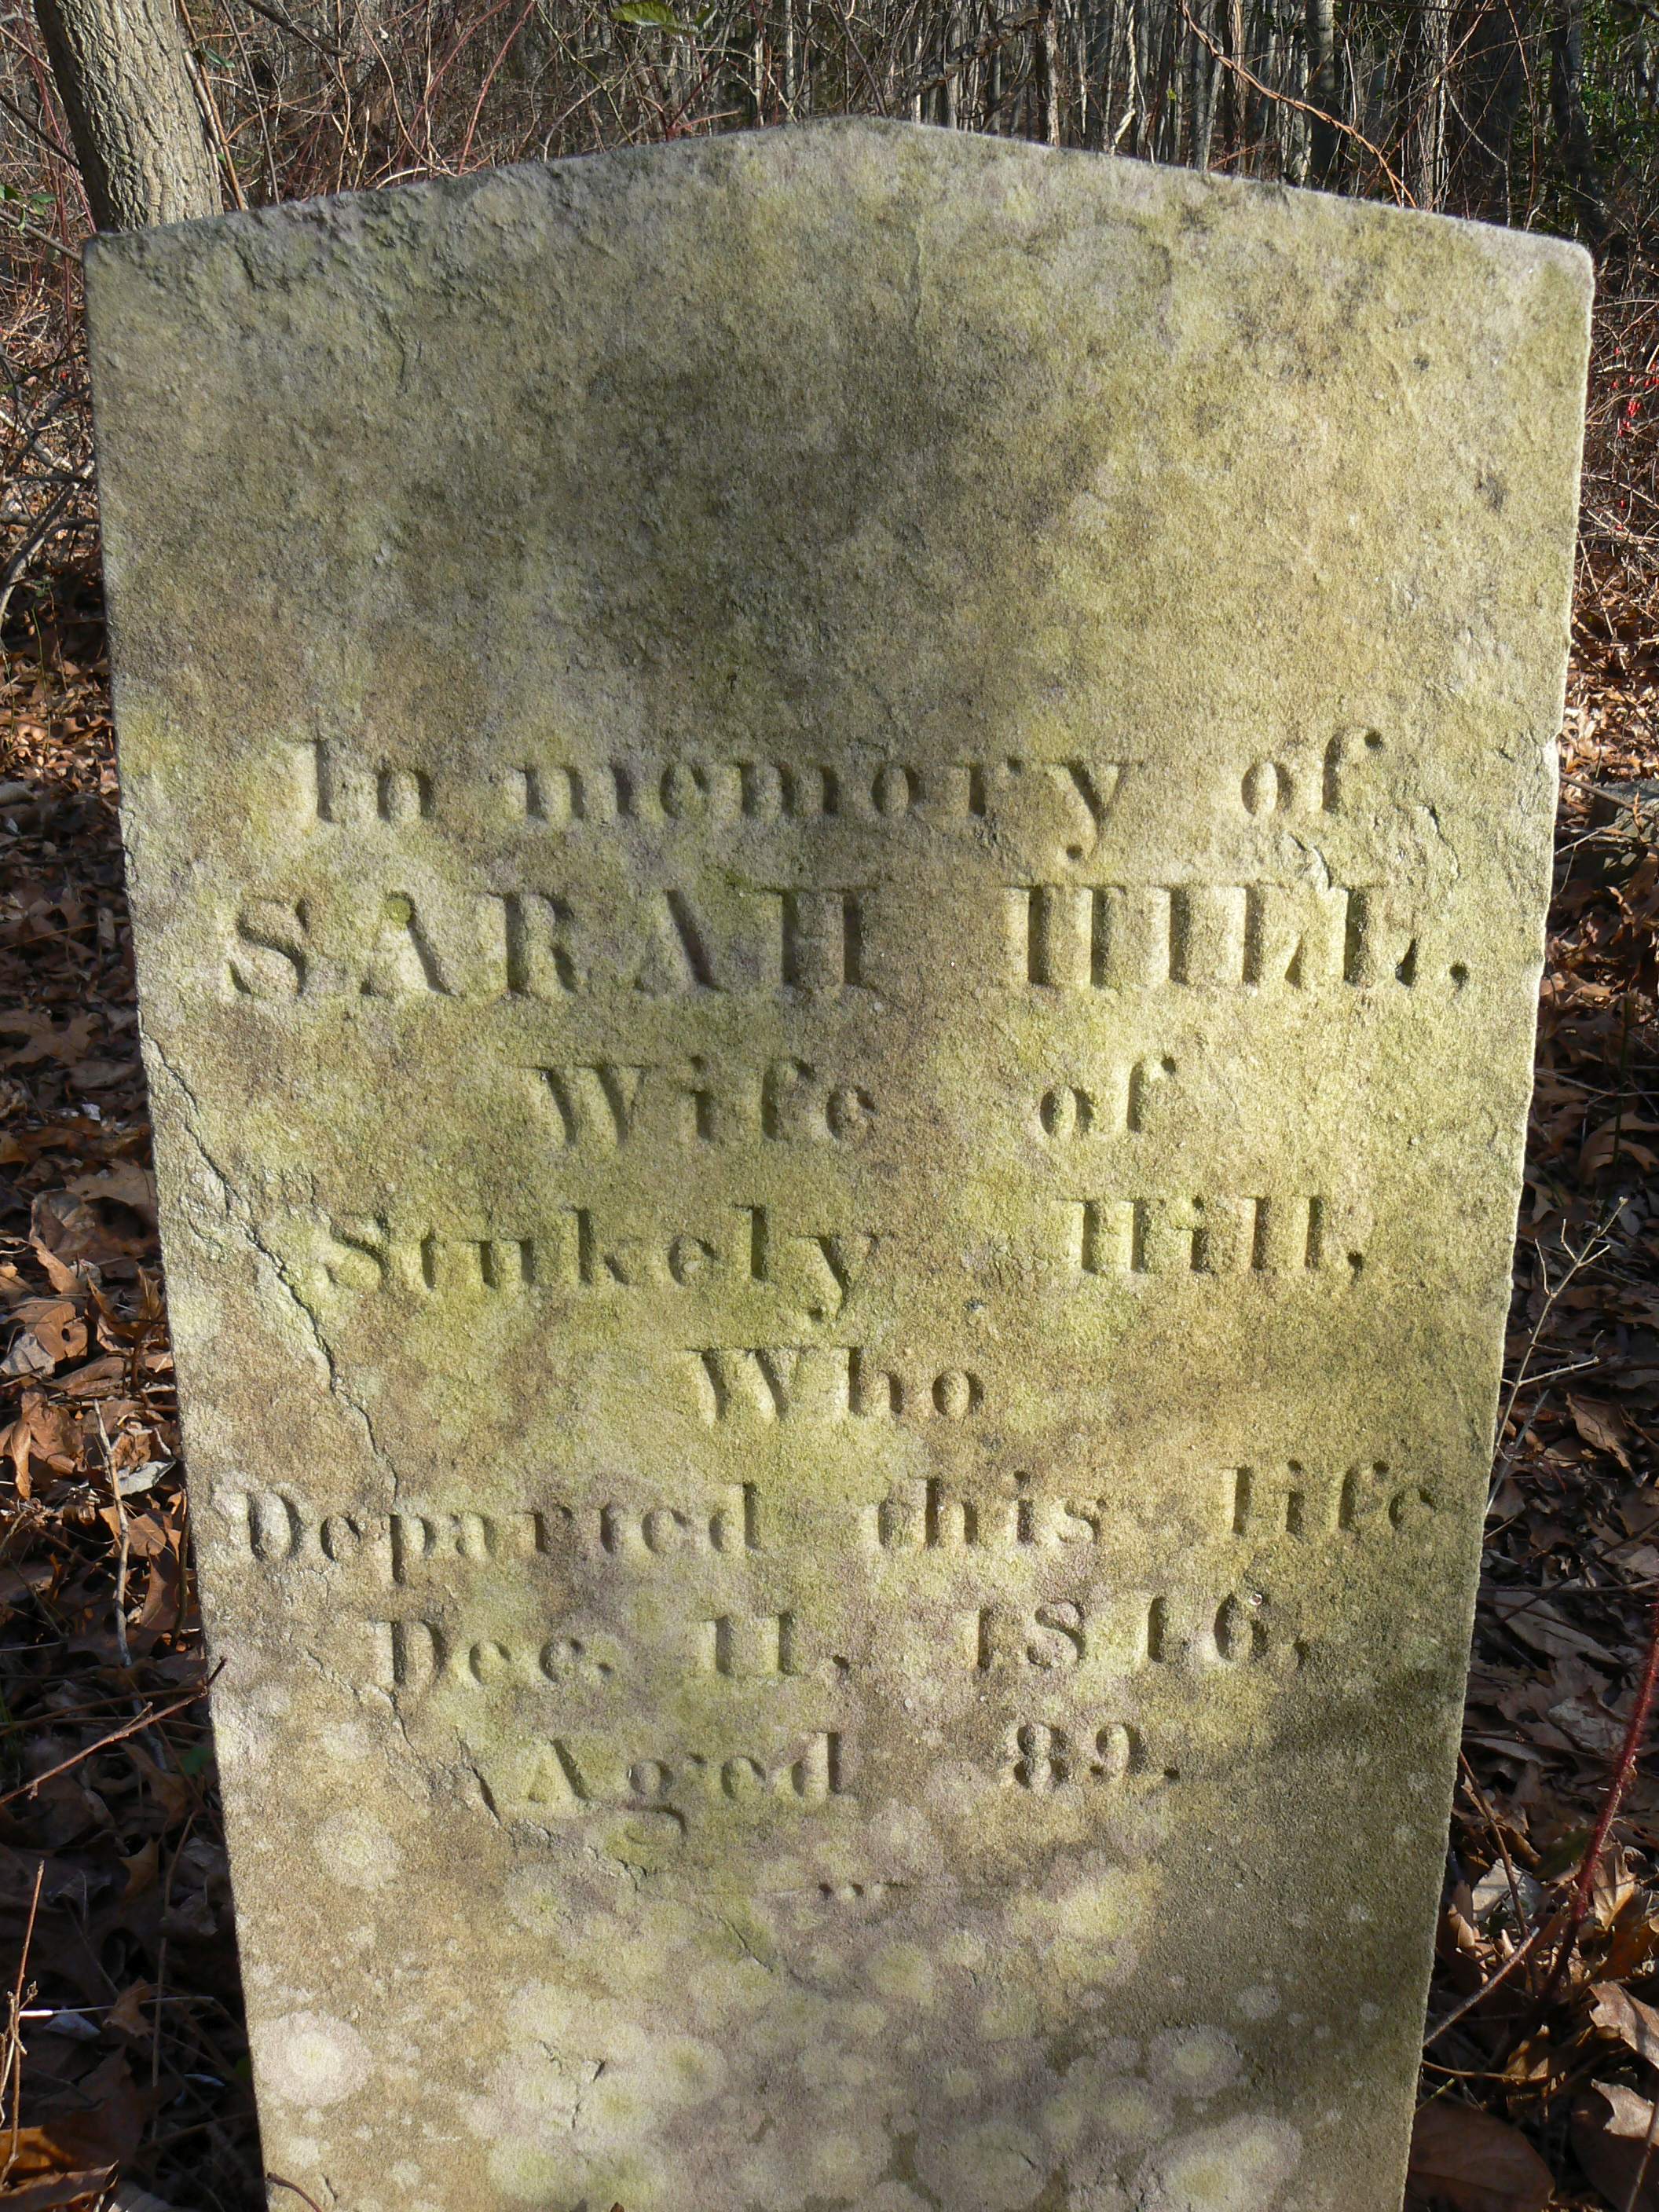 In memory of
SARAH HILL,
Wife of
Stukely Hill,
Who
Departed this life
Dec. 11, 1816,
Aged 89.